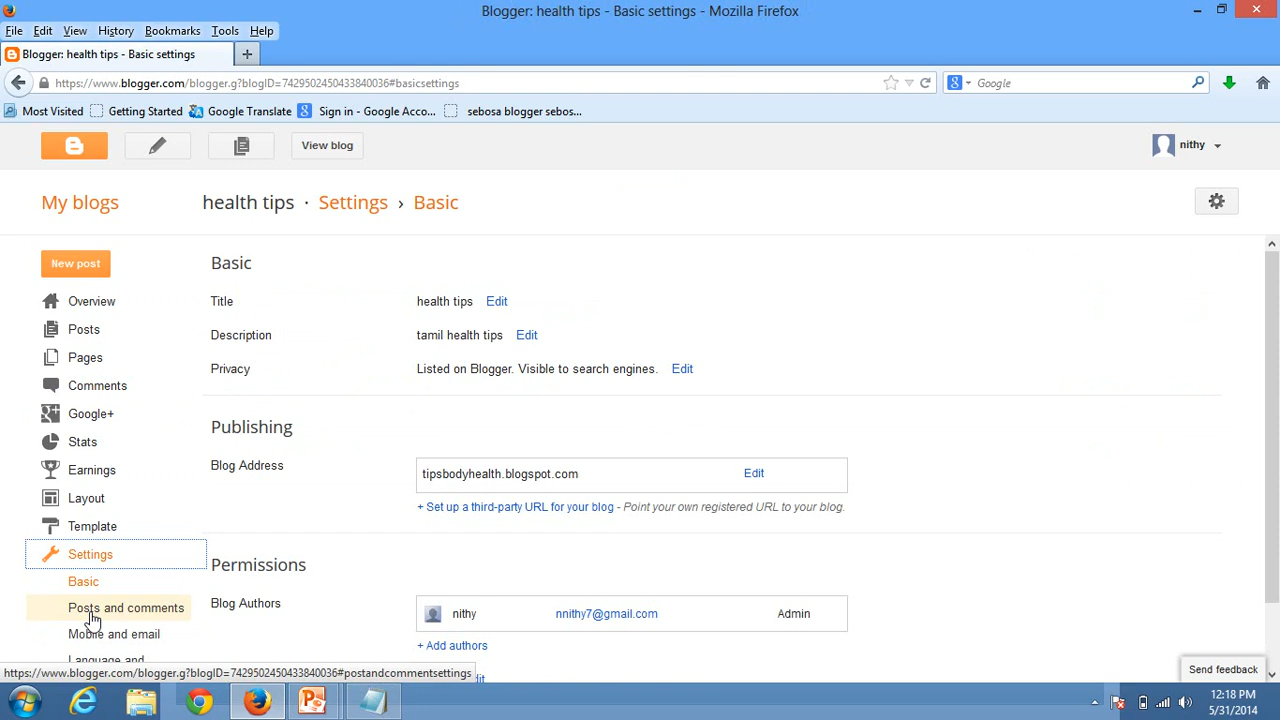 Blogger: health tips - Basic settings - Mozilla Firefox
File Edit View History Bookmarks Tools Help
Blogger: health tips - Basic settings
https://www.blogger.com/blogger.g?blogID=7429502450433840036#basicsettings
Google
Most Visited Getting Started Google Translate Sign in - Google Acco... sebosa blogger sebos...
View blog
nithy
My blogs
health tips · Settings › Basic
New post
Overview
Posts
Pages
Comments
Google+
Stats
Earnings
Layout
Template
Settings
Basic
Posts and comments
Mobile and email
Language and
Basic
Title health tips Edit
Description tamil health tips Edit
Privacy Listed on Blogger. Visible to search engines. Edit
Publishing
Blog Address tipsbodyhealth.blogspot.com Edit
+ Set up a third-party URL for your blog - Point your own registered URL to your blog.
Permissions
Blog Authors nithy nnithy7@gmail.com Admin
+ Add authors
https://www.blogger.com/blogger.g?blogID=7429502450433840036#postandcommentsettings
Send feedback
12:18 PM
5/31/2014